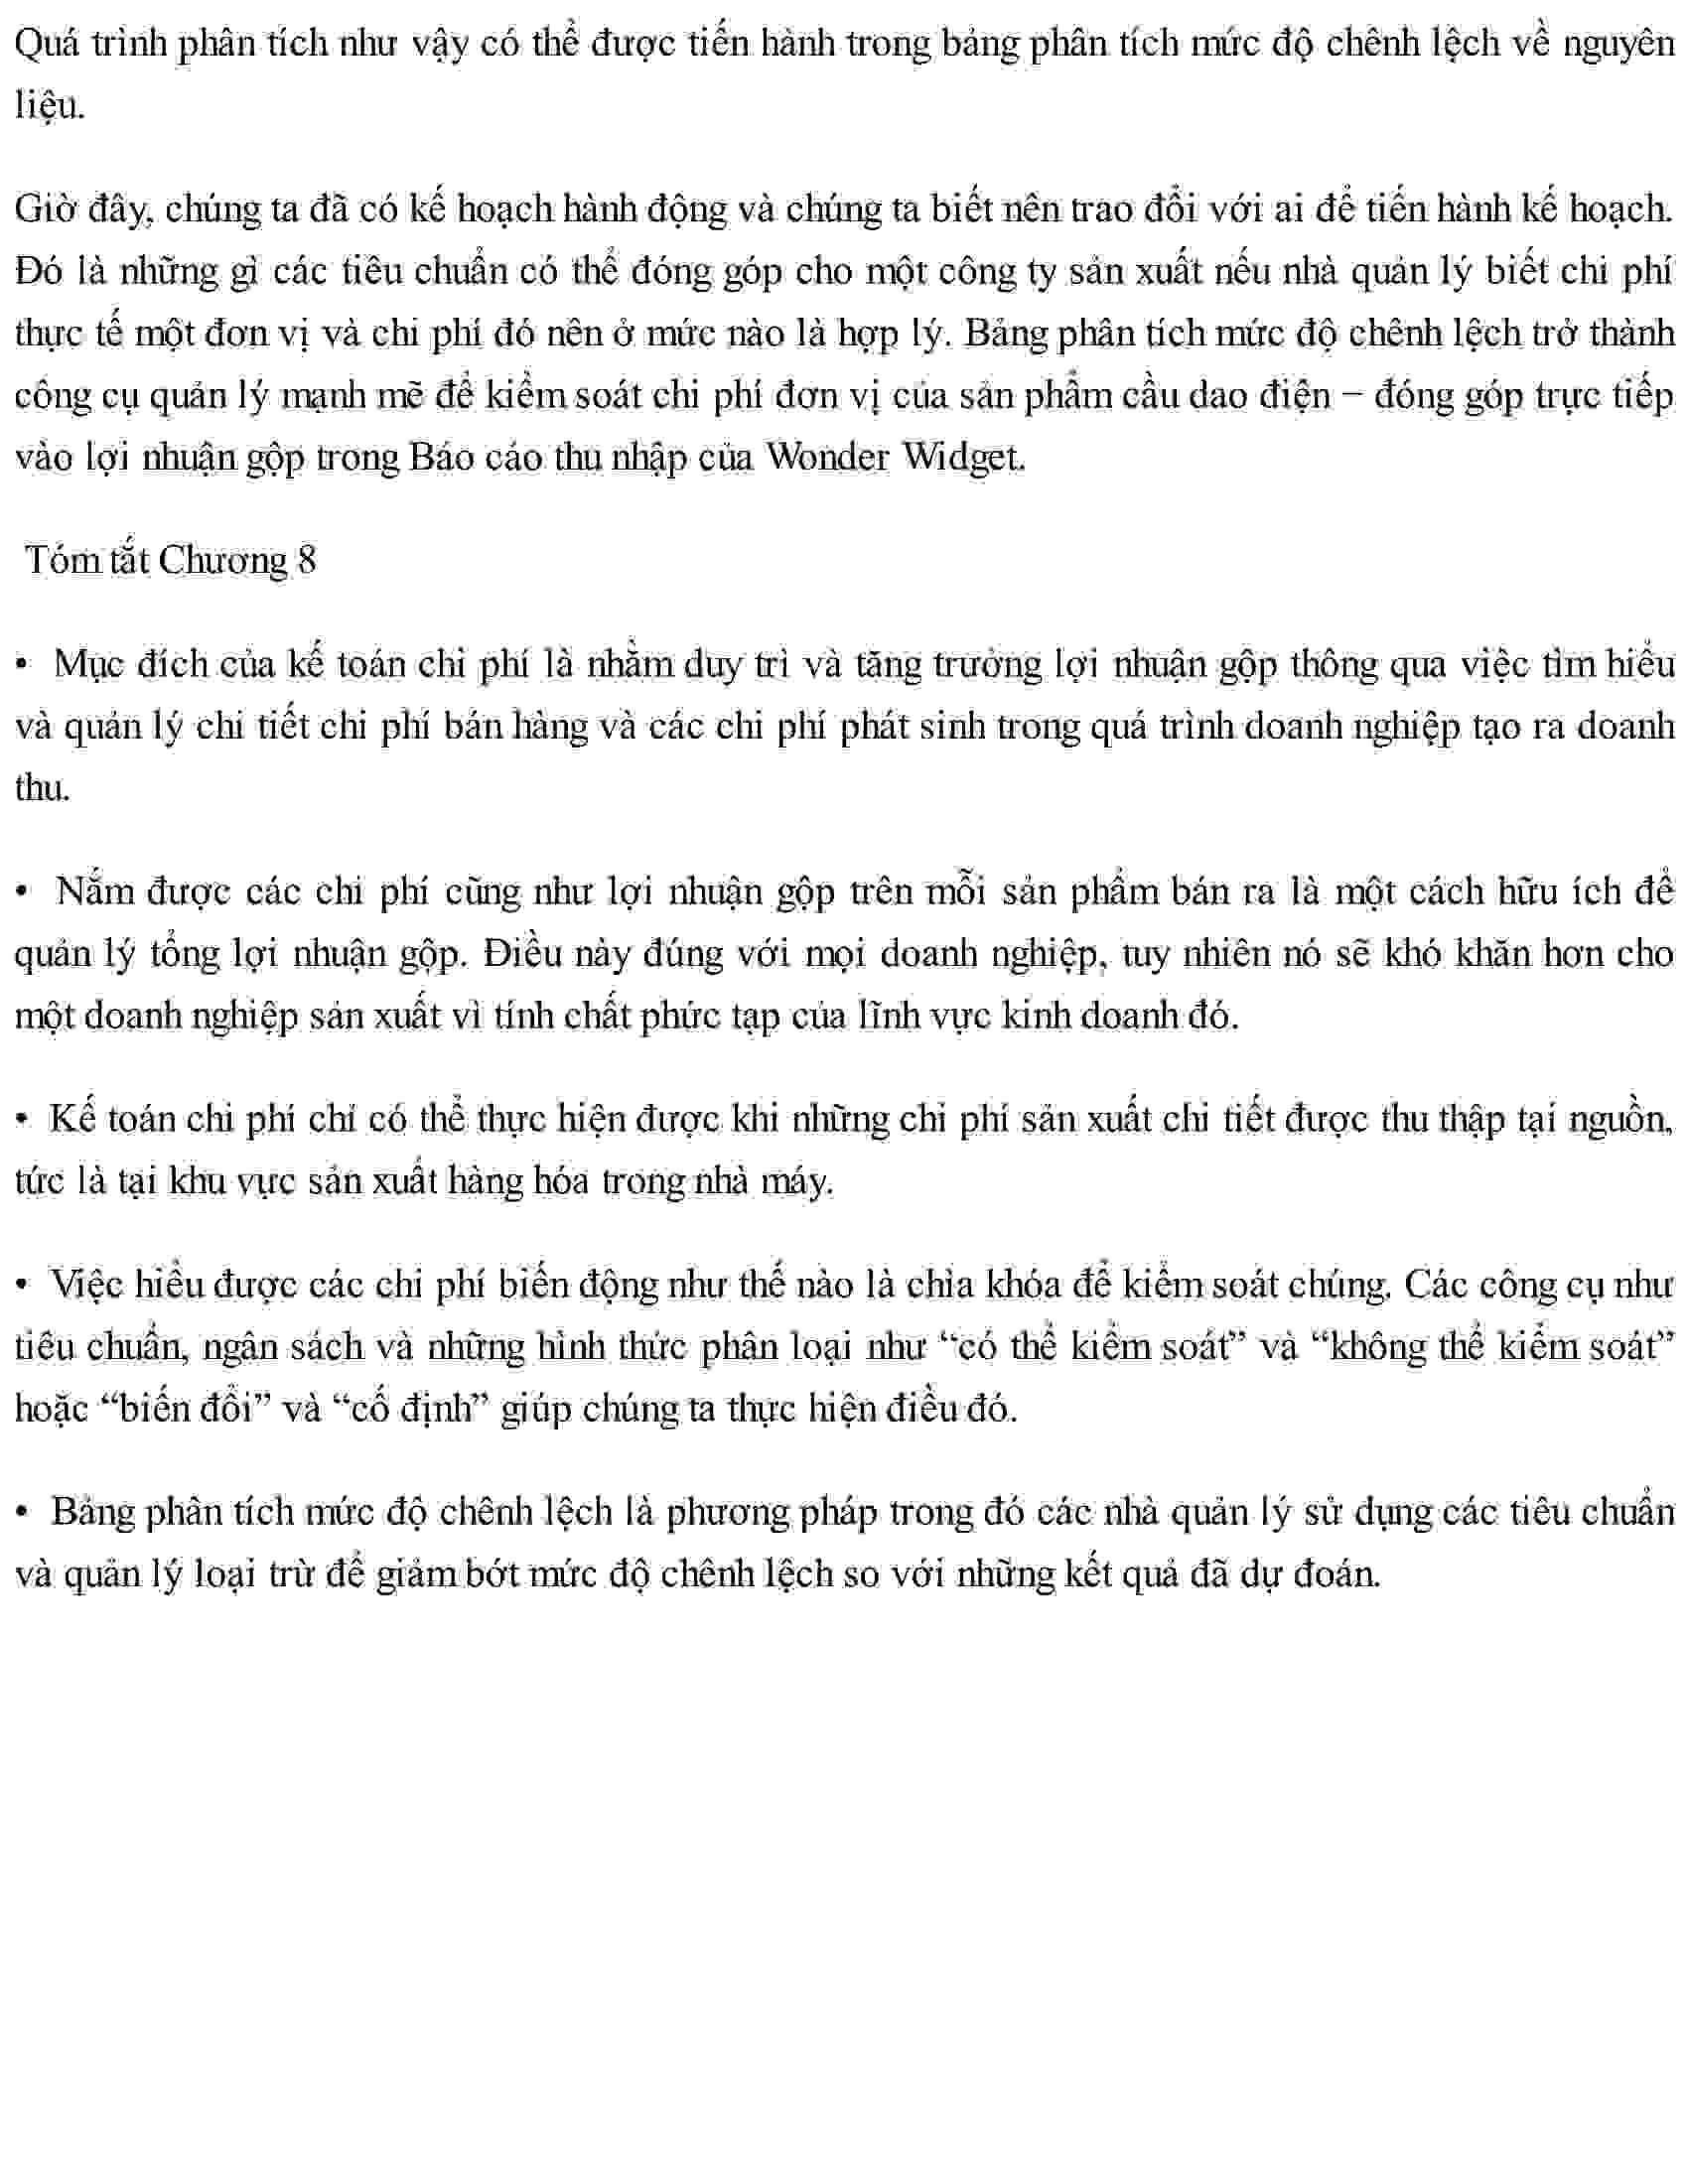 Quá trình phân tích như vậy có thể được tiến hành trong bảng phân tích mức độ chênh lệch về nguyên
liệu.
Giờ đây, chúng ta đã có kế hoạch hành động và chúng ta biết nên trao đổi với ai để tiến hành kế hoạch.
Đó là những gì các tiêu chuẩn có thể đóng góp cho một công ty sản xuất nếu nhà quản lý biết chi phí
thực tế một đơn vị và chi phí đó nên ở mức nào là hợp lý. Bảng phân tích mức độ chênh lệch trở thành
công cụ quản lý mạnh mẽ để kiểm soát chi phí đơn vị của sản phẩm cầu dao điện – đóng góp trực tiếp
vào lợi nhuận gộp trong Báo cáo thu nhập của Wonder Widget.
Tóm tắt Chương 8
• Mục đích của kế toán chi phí là nhằm duy trì và tăng trưởng lợi nhuận gộp thông qua việc tìm hiểu
và quản lý chi tiết chi phí bán hàng và các chi phí phát sinh trong quá trình doanh nghiệp tạo ra doanh
thu.
• Nắm được các chi phí cũng như lợi nhuận gộp trên mỗi sản phẩm bán ra là một cách hữu ích để
quản lý tổng lợi nhuận gộp. Điều này đúng với mọi doanh nghiệp, tuy nhiên nó sẽ khó khăn hơn cho
một doanh nghiệp sản xuất vì tính chất phức tạp của lĩnh vực kinh doanh đó.
• Kế toán chi phí chỉ có thể thực hiện được khi những chi phí sản xuất chi tiết được thu thập tại nguồn,
tức là tại khu vực sản xuất hàng hóa trong nhà máy.
• Việc hiểu được các chi phí biến động như thế nào là chìa khóa để kiểm soát chúng. Các công cụ như
tiêu chuẩn, ngân sách và những hình thức phân loại như “có thể kiểm soát” và “không thể kiểm soát”
hoặc “biến đổi” và “cố định” giúp chúng ta thực hiện điều đó.
• Bảng phân tích mức độ chênh lệch là phương pháp trong đó các nhà quản lý sử dụng các tiêu chuẩn
và quản lý loại trừ để giảm bớt mức độ chênh lệch so với những kết quả đã dự đoán.